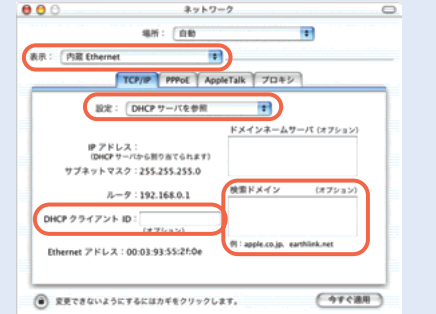 ネットワーク
場所： 自動
表示： 内蔵 Ethernet
TCP/IP PPPoE AppleTalk プロキシ
設定： DHCP サーバを参照
ドメインネームサーバ (オプション)
IP アドレス：
(DHCP サーバから割り当てられます)
サブネットマスク：255.255.255.0
ルータ：192.168.0.1
検索ドメイン (オプション)
DHCP クライアント ID：
(オプション)
例：apple.co.jp、earthlink.net
Ethernet アドレス：00:03:93:55:2f:0e
変更できないようにするにはカギをクリックします。
今すぐ適用